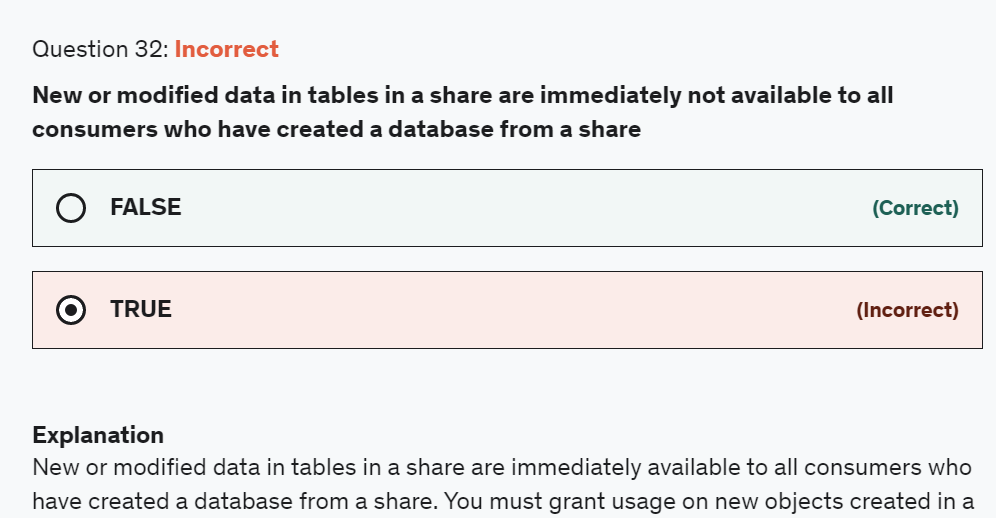 Question 32: Incorrect
New or modified data in tables in a share are immediately not available to all
consumers who have created a database from a share
FALSE (Correct)
TRUE (Incorrect)
Explanation
New or modified data in tables in a share are immediately available to all consumers who
have created a database from a share. You must grant usage on new objects created in a